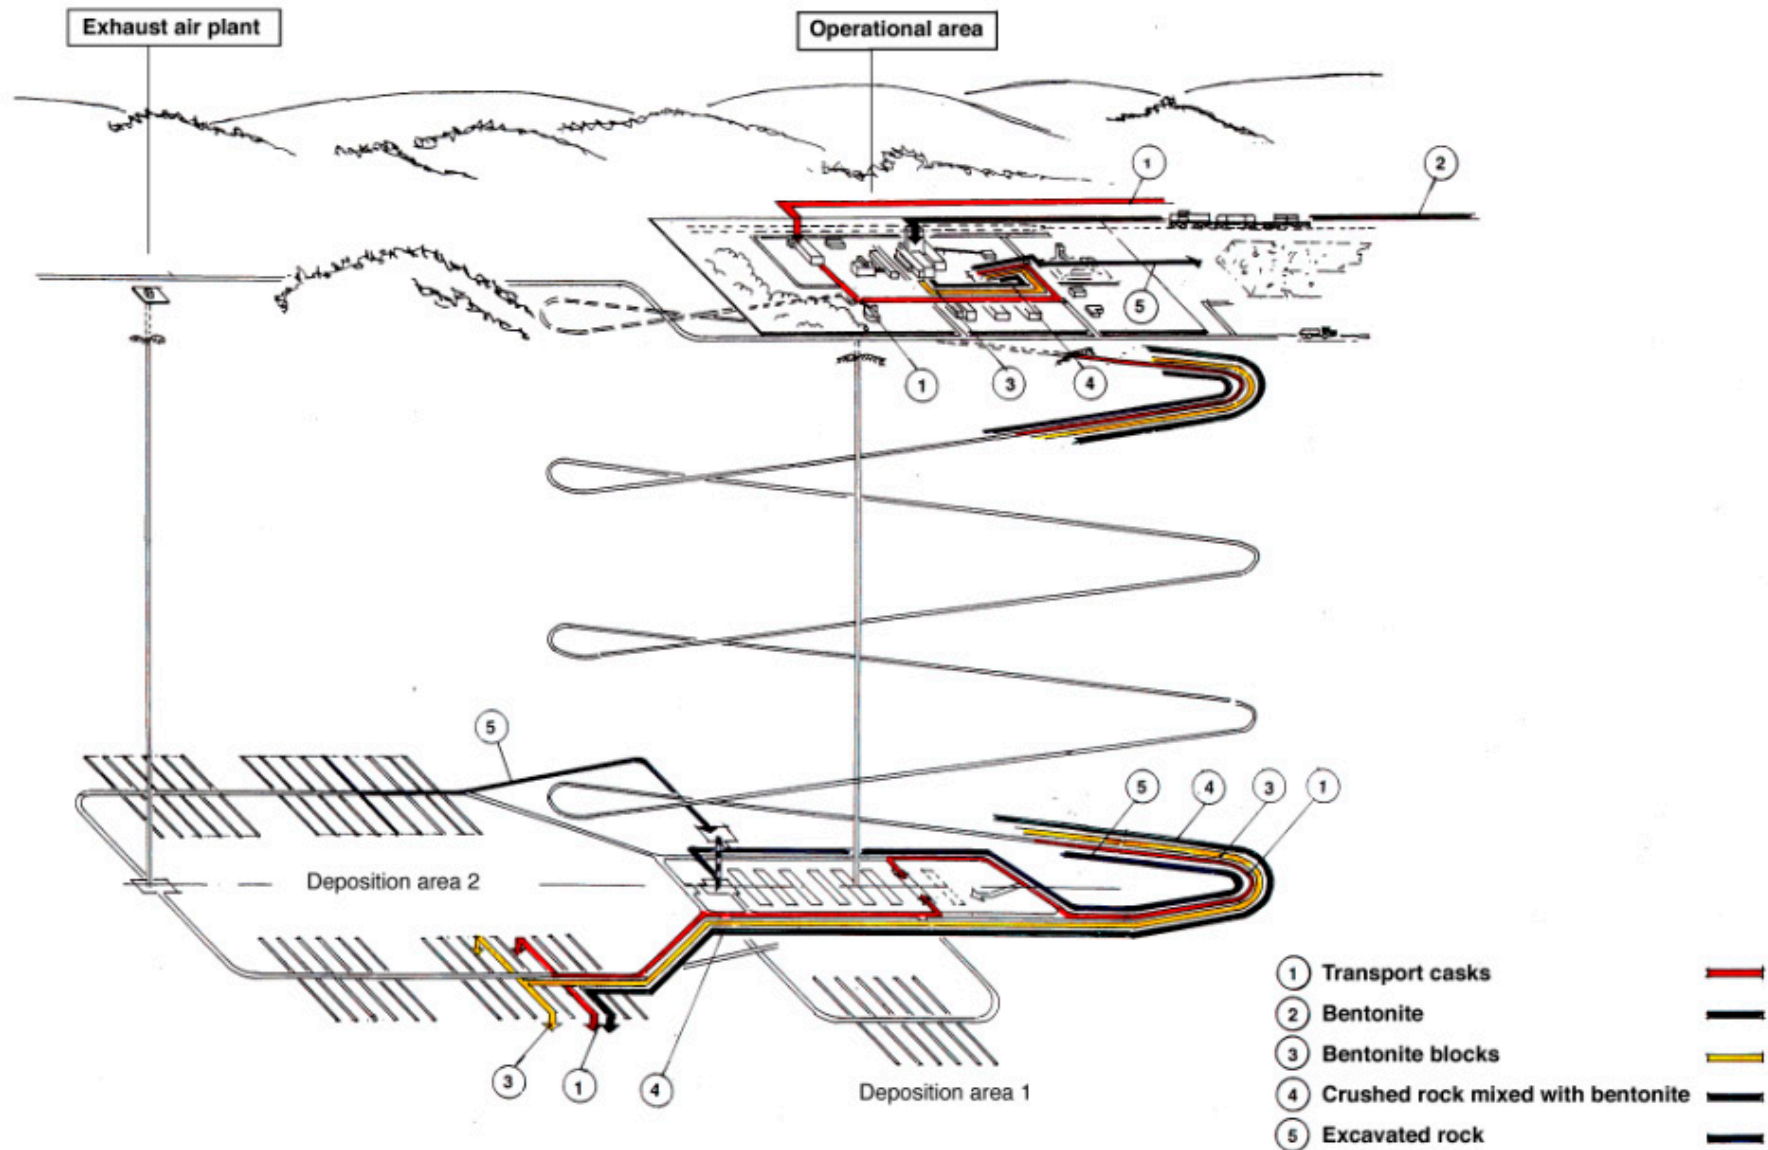 Exhaust air plant
Operational area
1
2
5
1
3
4
5
5
4
3
1
Deposition area 2
3
1
4
Deposition area 1
1 Transport casks
2 Bentonite
3 Bentonite blocks
4 Crushed rock mixed with bentonite
5 Excavated rock